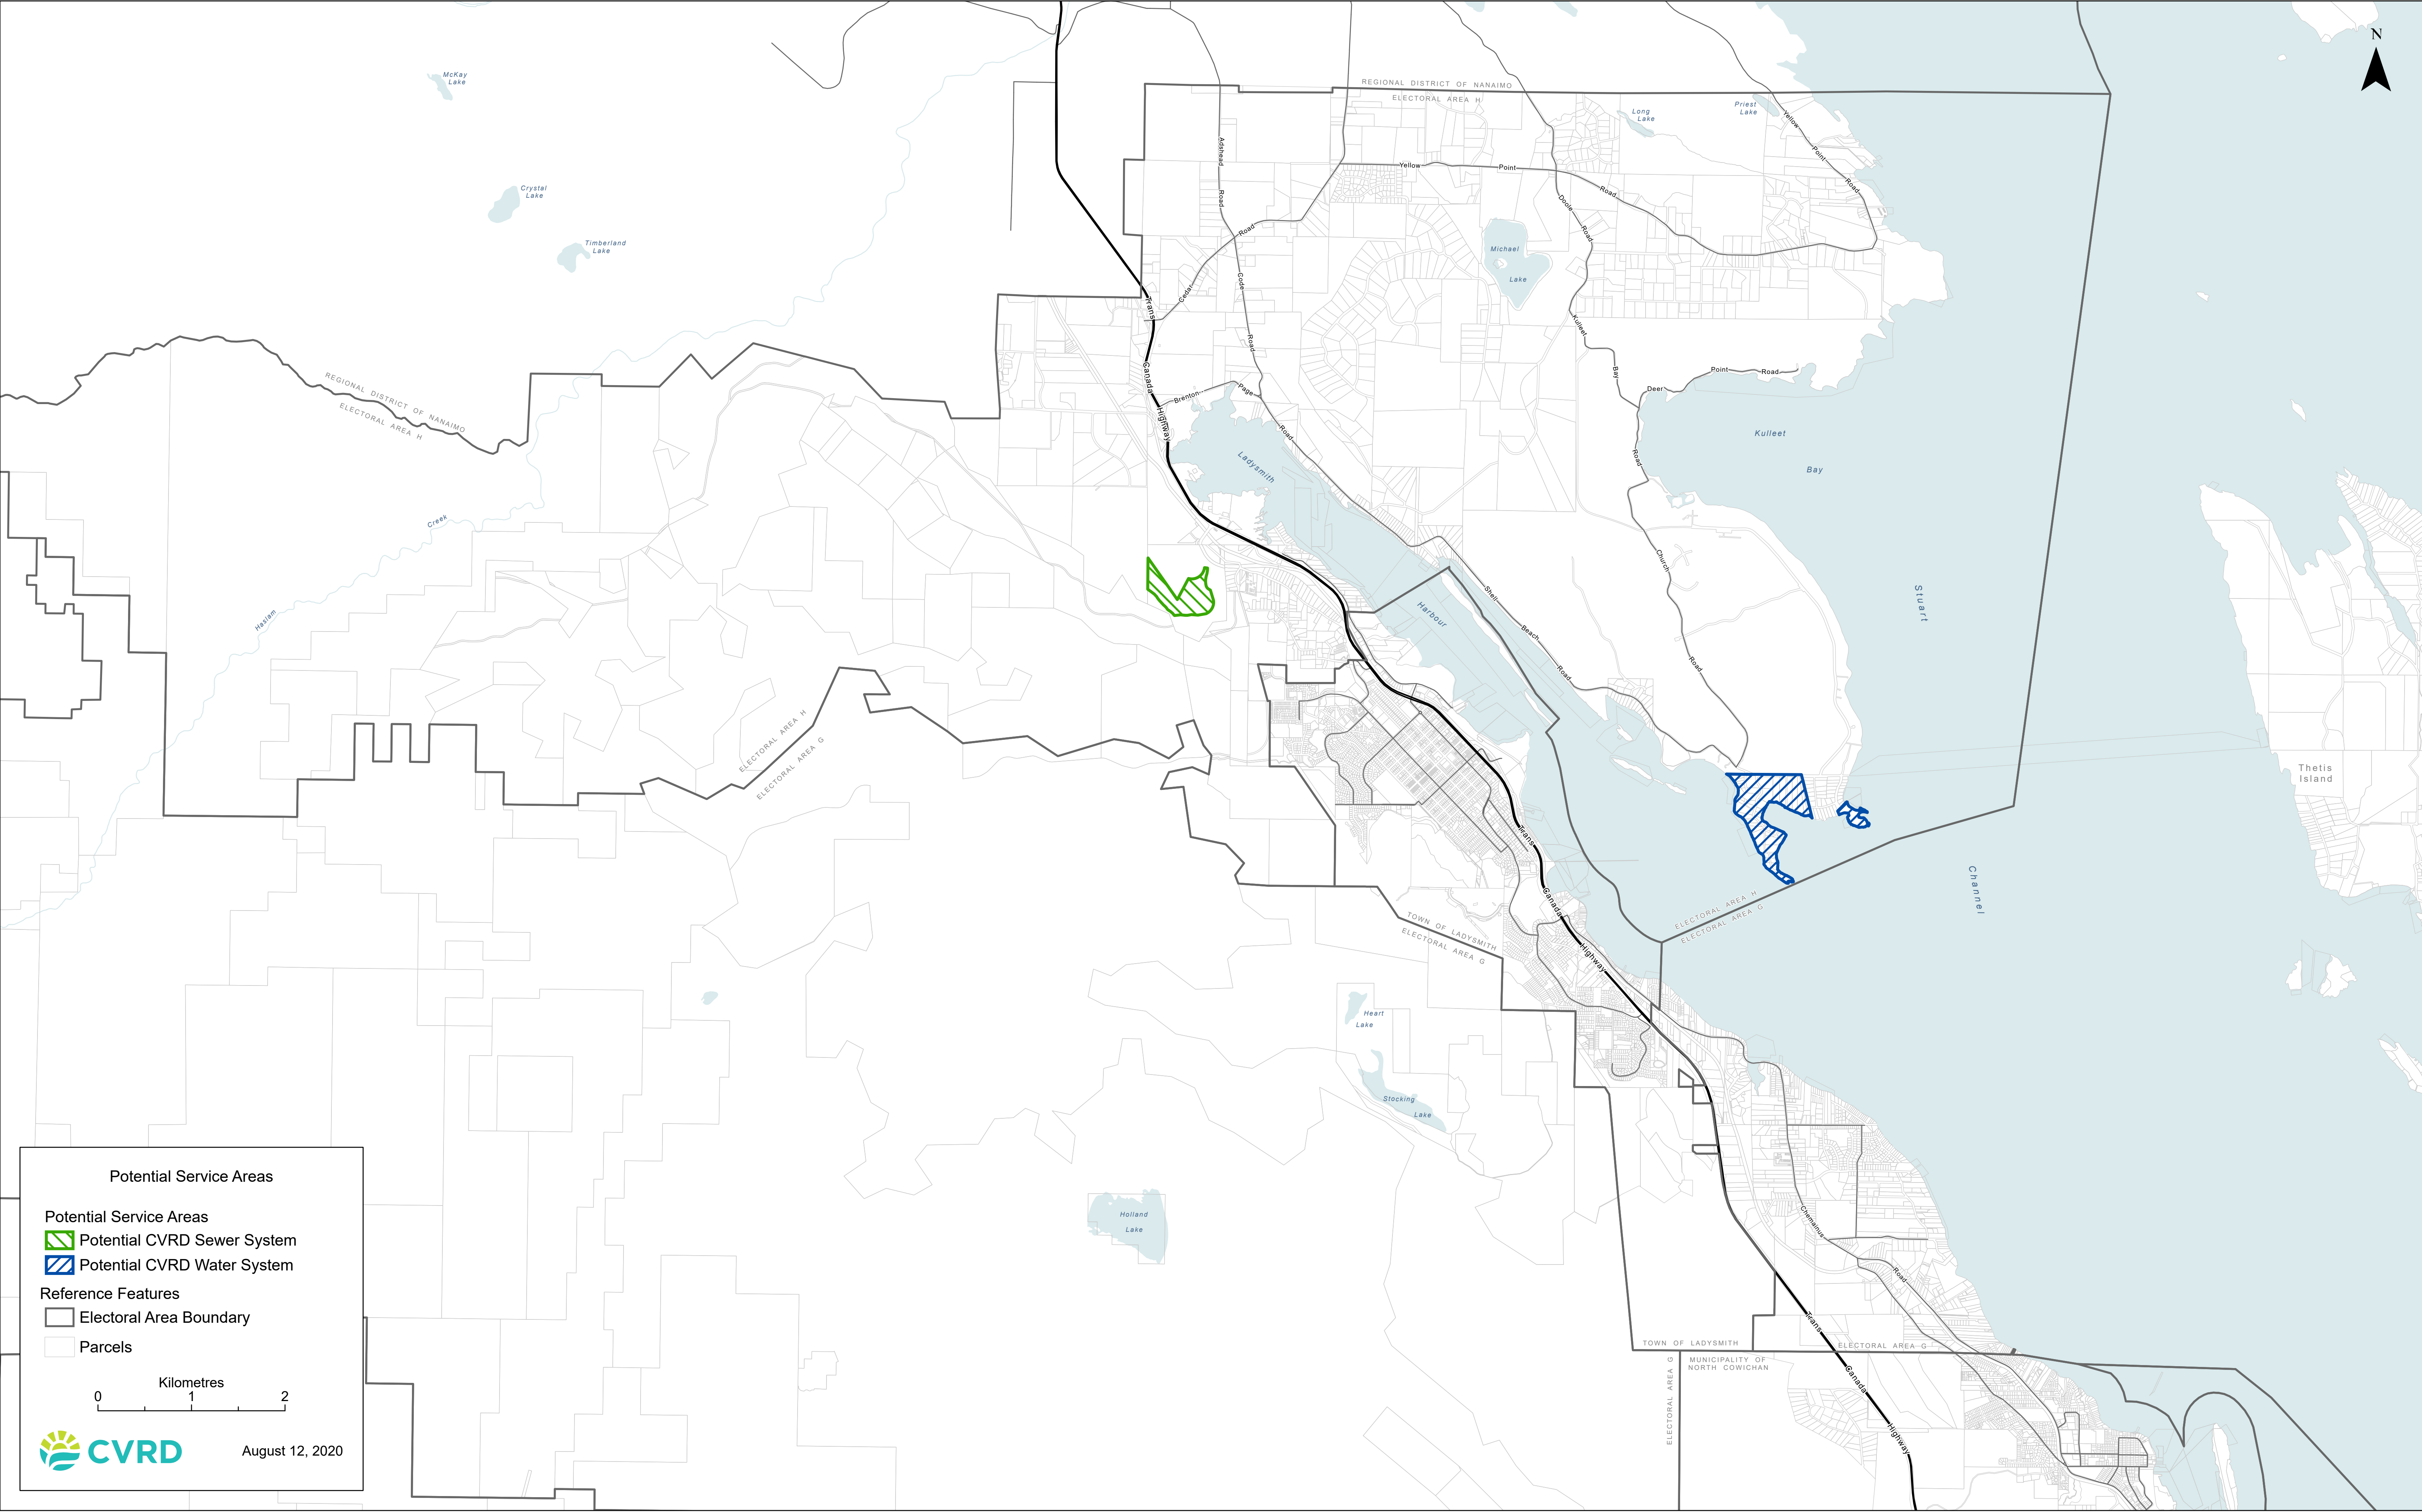 N
McKay
Lake
REGIONAL DISTRICT OF NANAIMO
ELECTORAL AREA H
Long
Lake
Priest
Lake
Yellow
Point
Road
Adshead
Road
Yellow
Point
Road
Crystal
Lake
Doole
Road
Timberland
Lake
Cedar
Road
Michael
Lake
Code
Road
Trans
Canada
Highway
Kulleet
Bay
Road
Deer
Point
Road
Brenton
Page
Road
REGIONAL DISTRICT OF NANAIMO
ELECTORAL AREA H
Kulleet
Bay
Ladysmith
Harbour
Haslam
Creek
Church
Road
Shell
Beach
Road
Stuart
Channel
ELECTORAL AREA H
ELECTORAL AREA G
Thetis
Island
Trans
Canada
Highway
TOWN OF LADYSMITH
ELECTORAL AREA G
ELECTORAL AREA H
ELECTORAL AREA G
Heart
Lake
Stocking
Lake
Holland
Lake
Chemainus
Road
Trans
Canada
Highway
TOWN OF LADYSMITH
ELECTORAL AREA G
ELECTORAL AREA G
MUNICIPALITY OF
NORTH COWICHAN
Potential Service Areas
Potential Service Areas
Potential CVRD Sewer System
Potential CVRD Water System
Reference Features
Electoral Area Boundary
Parcels
Kilometres
0 1 2
CVRD
August 12, 2020